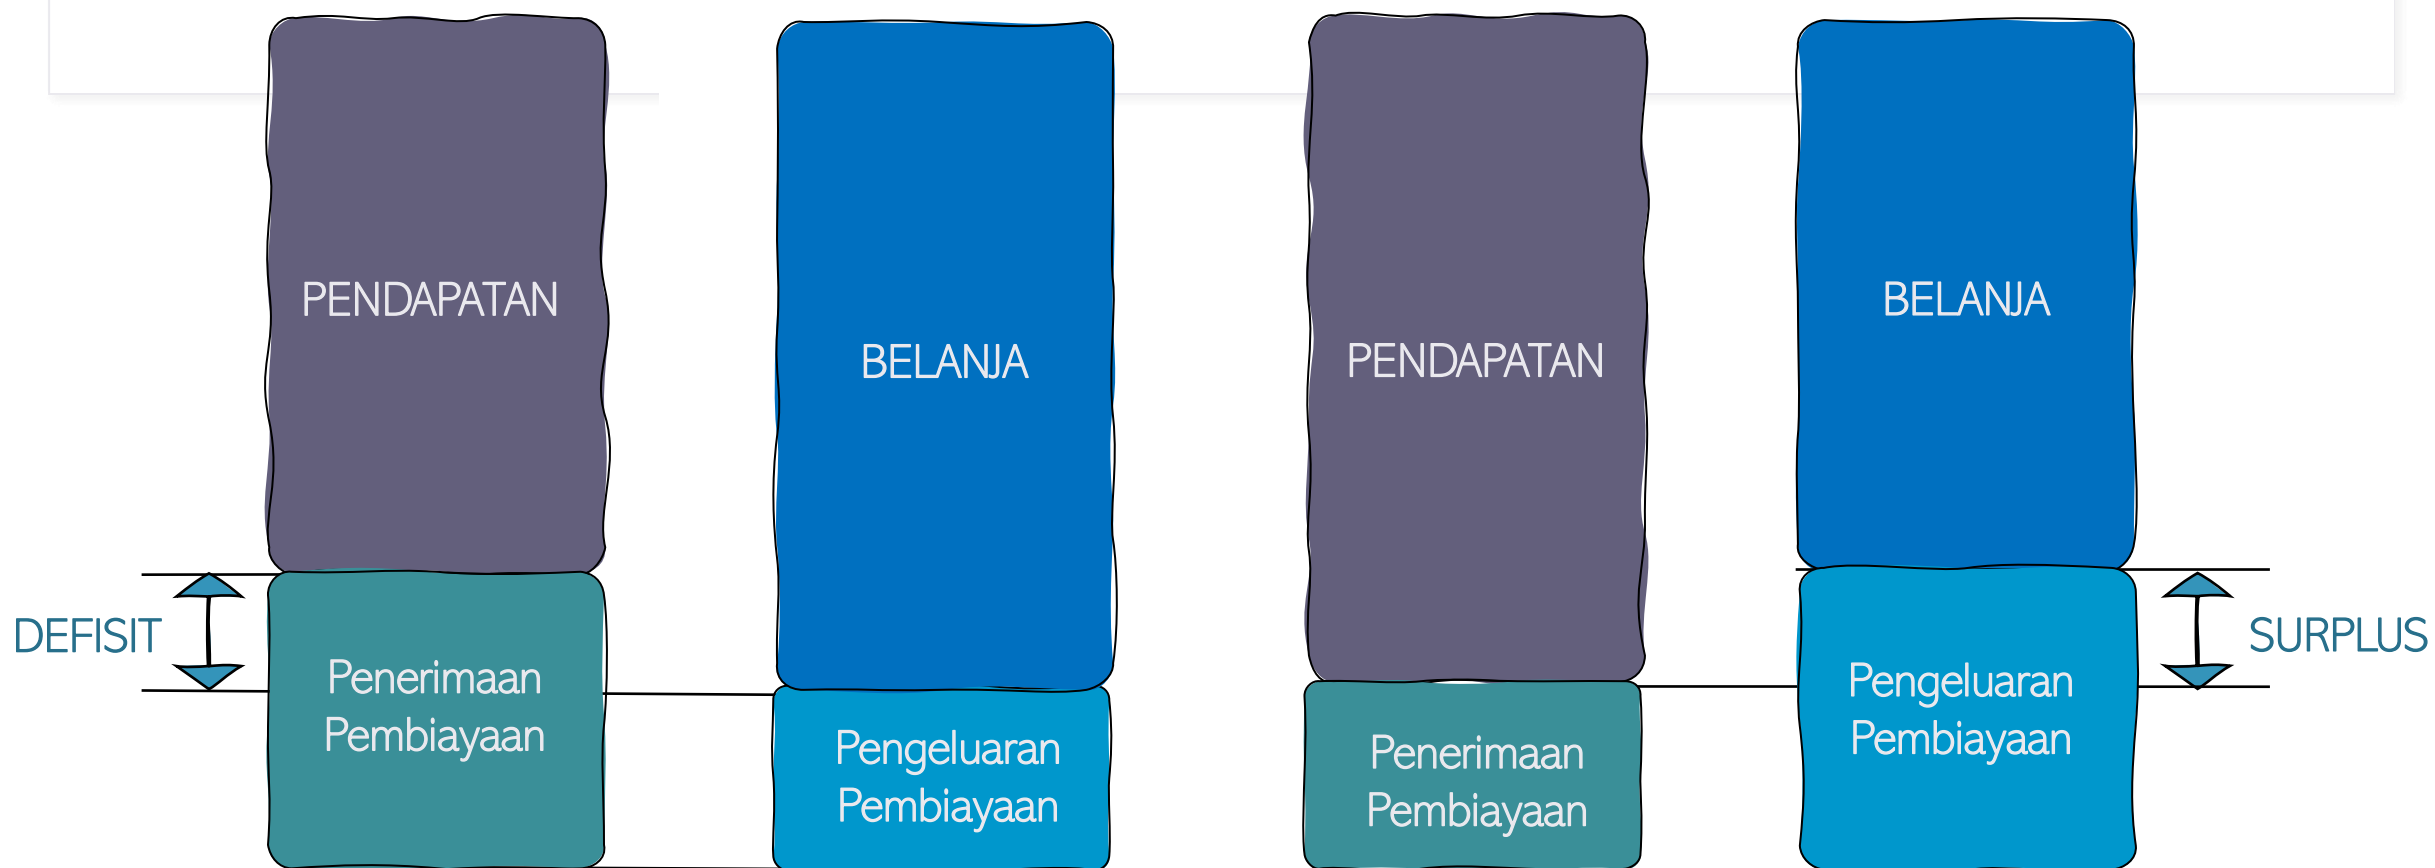 PENDAPATAN
BELANJA
PENDAPATAN
BELANJA
DEFISIT
Penerimaan
Pembiayaan
Pengeluaran
Pembiayaan
Penerimaan
Pembiayaan
Pengeluaran
Pembiayaan
SURPLUS